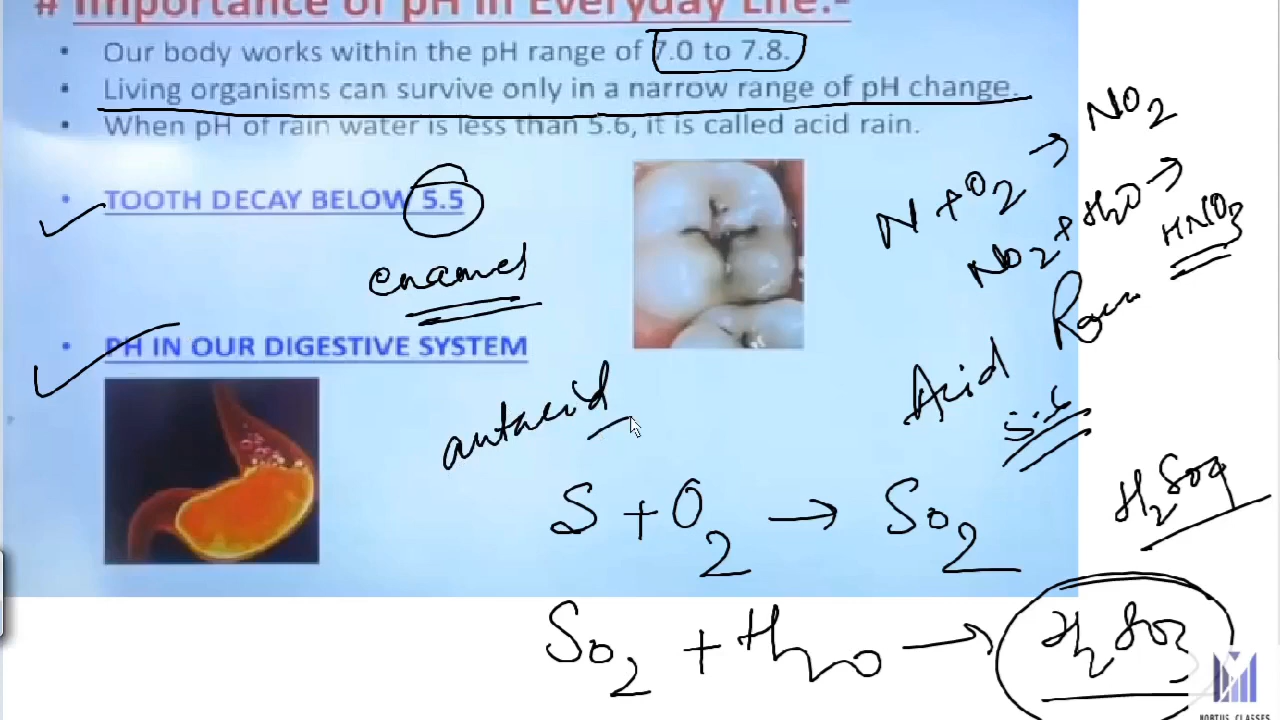 # Importance of pH in Everyday Life:-
• Our body works within the pH range of 7.0 to 7.8.
• Living organisms can survive only in a narrow range of pH change.
• When pH of rain water is less than 5.6, it is called acid rain.
• TOOTH DECAY BELOW 5.5
enamel
• PH IN OUR DIGESTIVE SYSTEM
antacid
N + O2 → NO2
NO2 + H2O → HNO3
Acid Rain
5.6
S + O2 → SO2
H2SO4
SO2 + H2O → H2SO3
MORTUS CLASSES